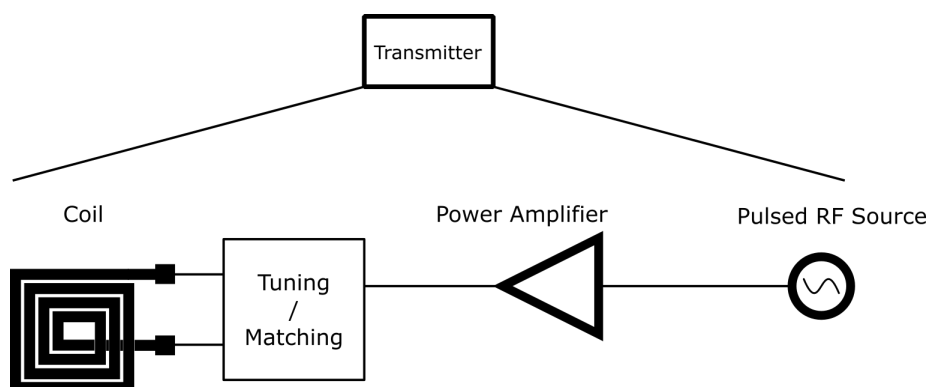 Transmitter
Coil
Power Amplifier
Pulsed RF Source
Tuning
/
Matching